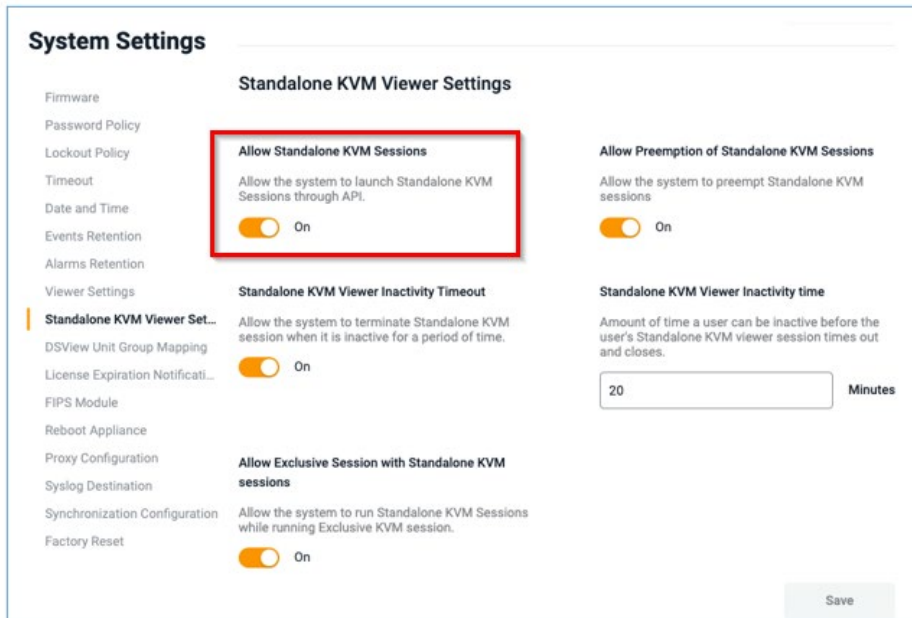 System Settings
Firmware
Password Policy
Lockout Policy
Timeout
Date and Time
Events Retention
Alarms Retention
Viewer Settings
Standalone KVM Viewer Set...
DSView Unit Group Mapping
License Expiration Notificati...
FIPS Module
Reboot Appliance
Proxy Configuration
Syslog Destination
Synchronization Configuration
Factory Reset
Standalone KVM Viewer Settings
Allow Standalone KVM Sessions
Allow the system to launch Standalone KVM
Sessions through API.
On
Allow Preemption of Standalone KVM Sessions
Allow the system to preempt Standalone KVM
sessions
On
Standalone KVM Viewer Inactivity Timeout
Allow the system to terminate Standalone KVM
session when it is inactive for a period of time.
On
Standalone KVM Viewer Inactivity time
Amount of time a user can be inactive before the
user's Standalone KVM viewer session times out
and closes.
20 Minutes
Allow Exclusive Session with Standalone KVM
sessions
Allow the system to run Standalone KVM Sessions
while running Exclusive KVM session.
On
Save